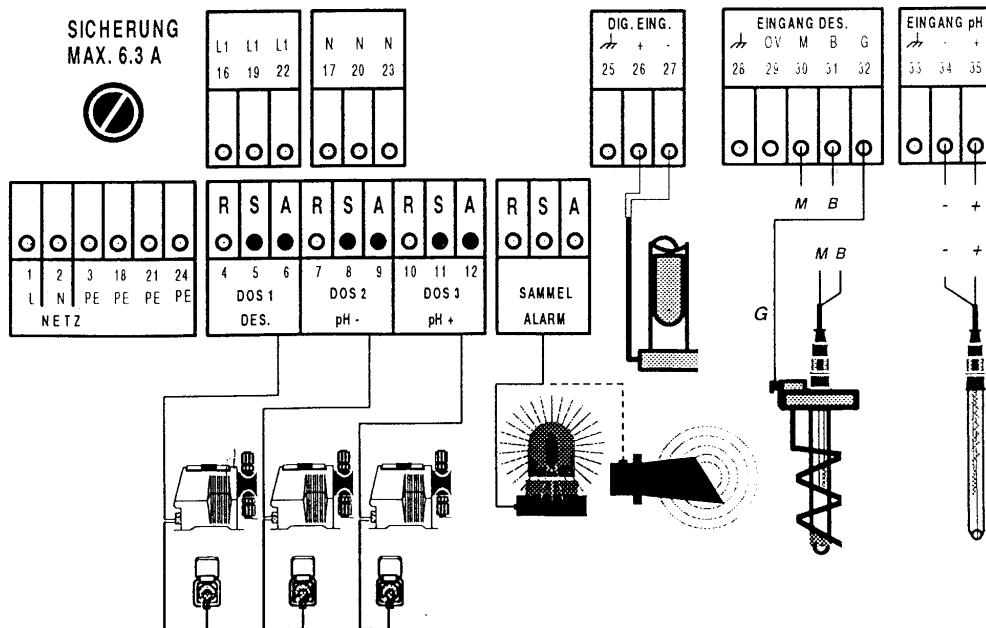 SICHERUNG
MAX. 6.3 A
L1 L1 L1
16 19 22
N N N
17 20 23
DIG. EING.
+ -
25 26 27
EINGANG DES.
OV M B G
28 29 30 31 32
EINGANG pH
- +
33 34 35
R S A R S A R S A
R S A
1 2 3 18 21 24
L N PE PE PE PE
NETZ
4 5 6 7 8 9 10 11 12
DOS 1 DOS 2 DOS 3
DES. pH - pH +
SAMMEL
ALARM
M B
- +
M B
- +
G